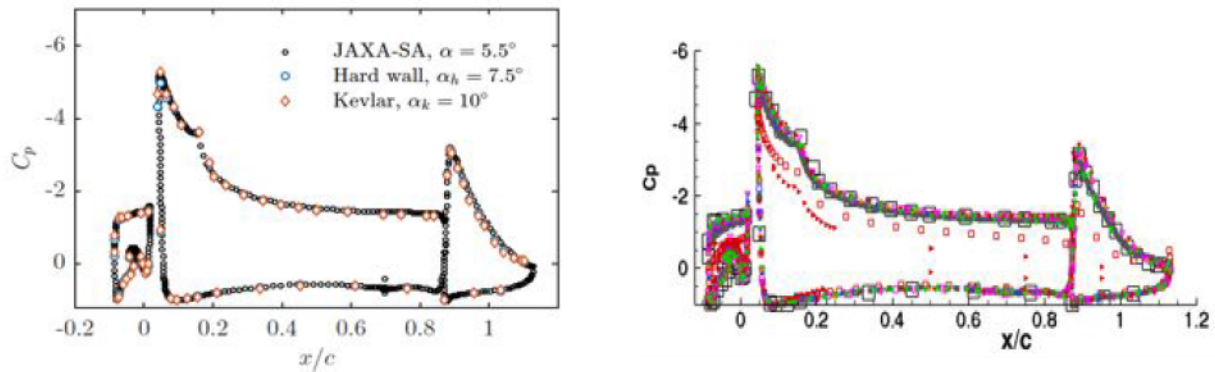 -6
-4
-2
0
C_p
-0.2 0 0.2 0.4 0.6 0.8 1
x/c
JAXA-SA, α = 5.5°
Hard wall, α_h = 7.5°
Kevlar, α_k = 10°
-6
-4
-2
0
Cp
0 0.2 0.4 0.6 0.8 1 1.2
x/c